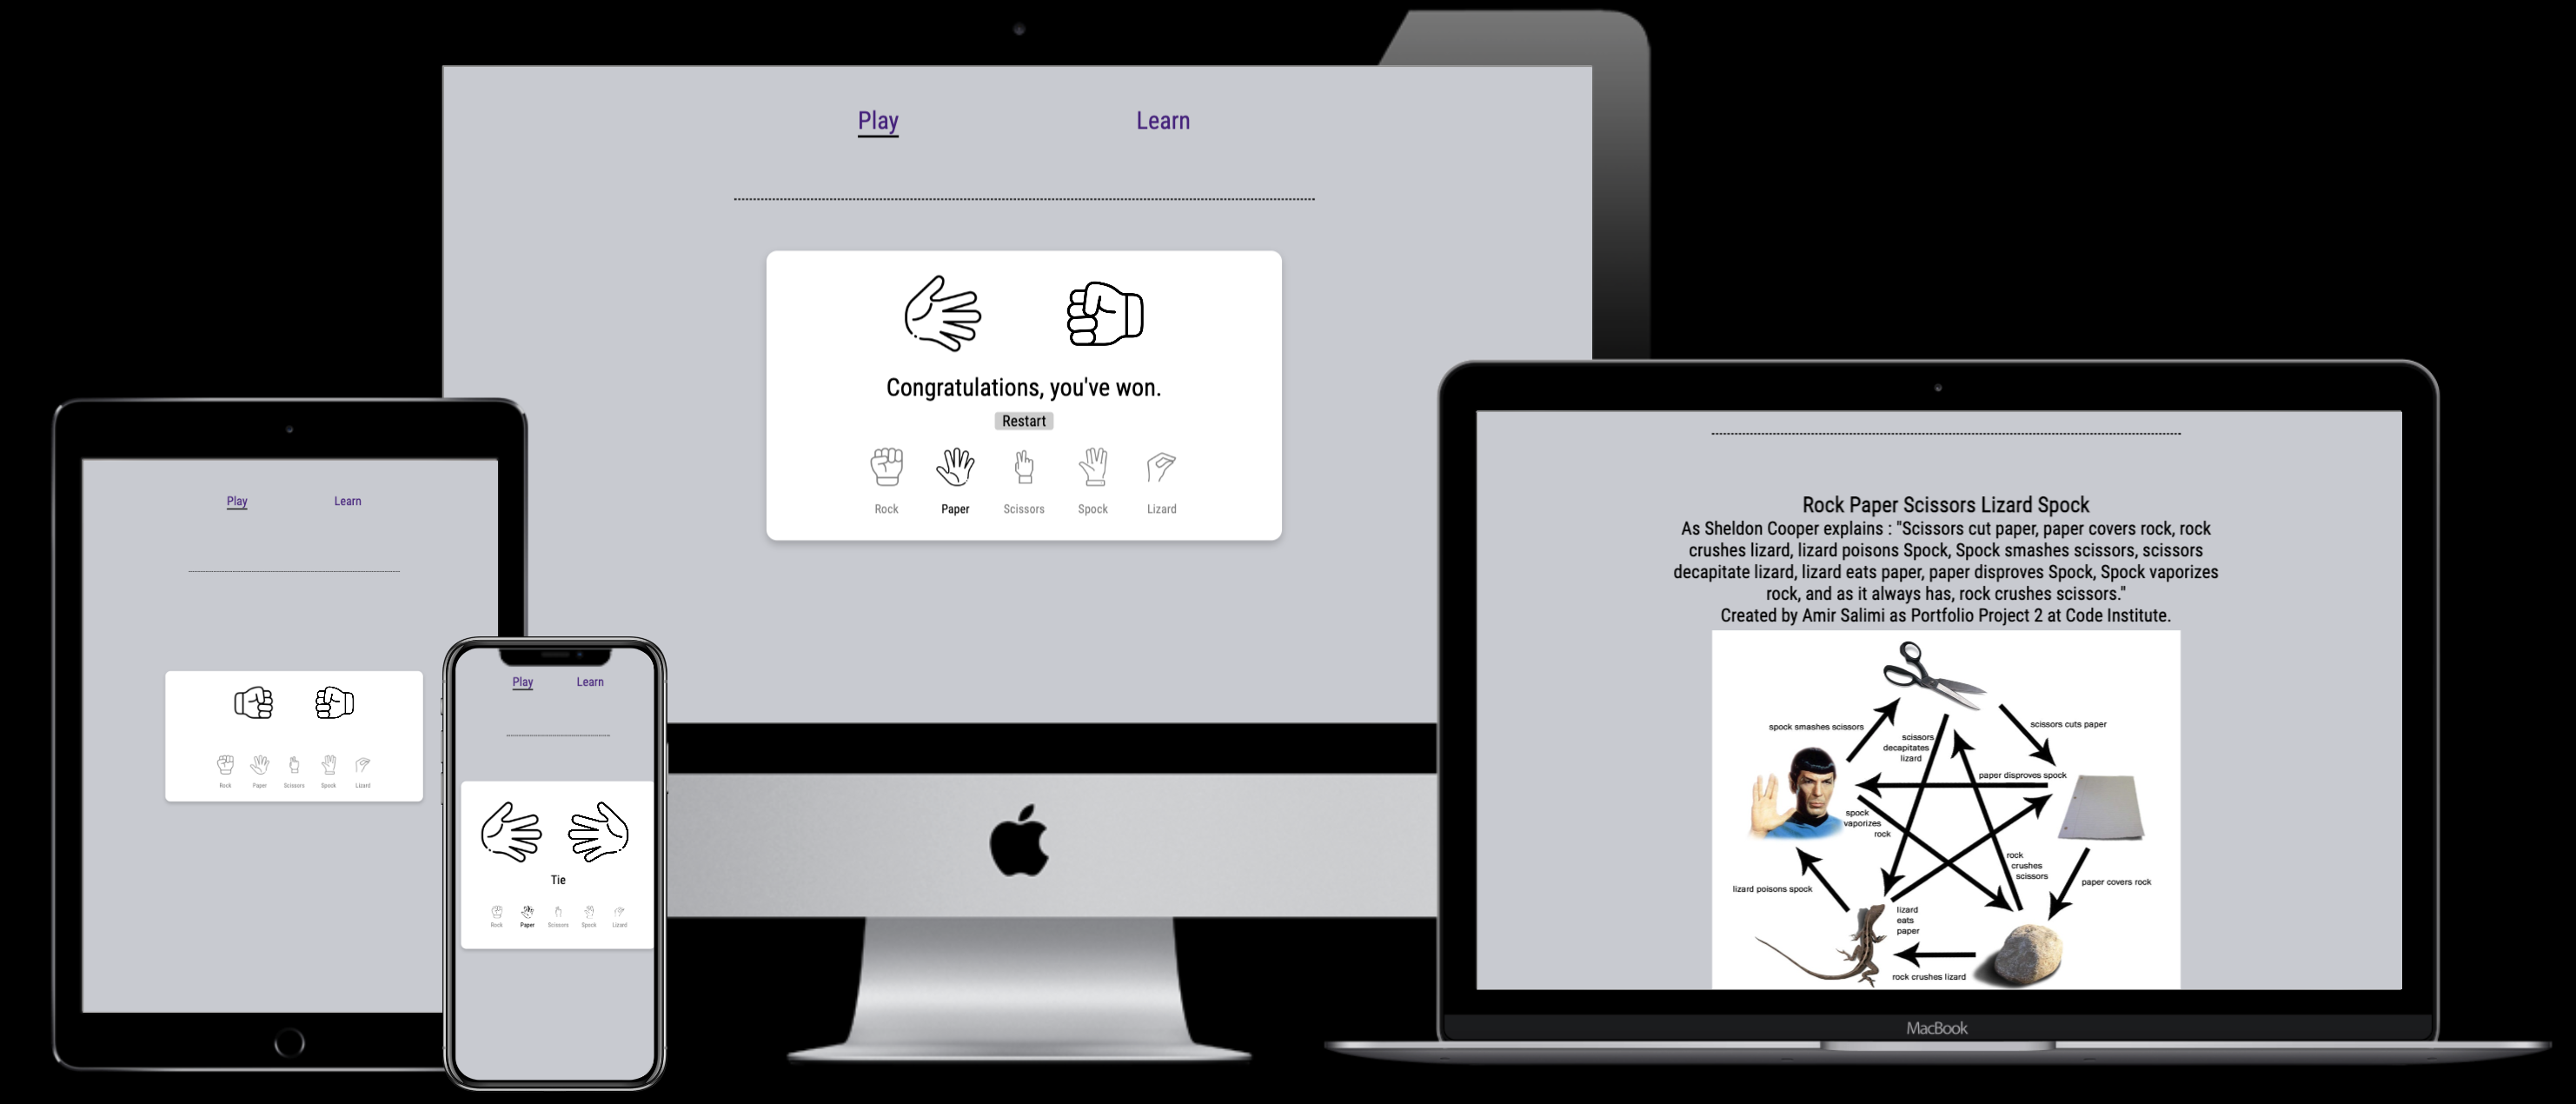 Play Learn
Congratulations, you've won.
Restart
Rock Paper Scissors Spock Lizard
Play Learn
Rock Paper Scissors Spock Lizard
Play Learn
Tie
Rock Paper Scissors Spock Lizard
Rock Paper Scissors Lizard Spock
As Sheldon Cooper explains : "Scissors cut paper, paper covers rock, rock
crushes lizard, lizard poisons Spock, Spock smashes scissors, scissors
decapitate lizard, lizard eats paper, paper disproves Spock, Spock vaporizes
rock, and as it always has, rock crushes scissors."
Created by Amir Salimi as Portfolio Project 2 at Code Institute.
spock smashes scissors
scissors cuts paper
scissors
decapitates
lizard
paper disproves spock
spock
vaporizes
rock
rock
crushes
scissors
lizard poisons spock
paper covers rock
lizard
eats
paper
rock crushes lizard
MacBook